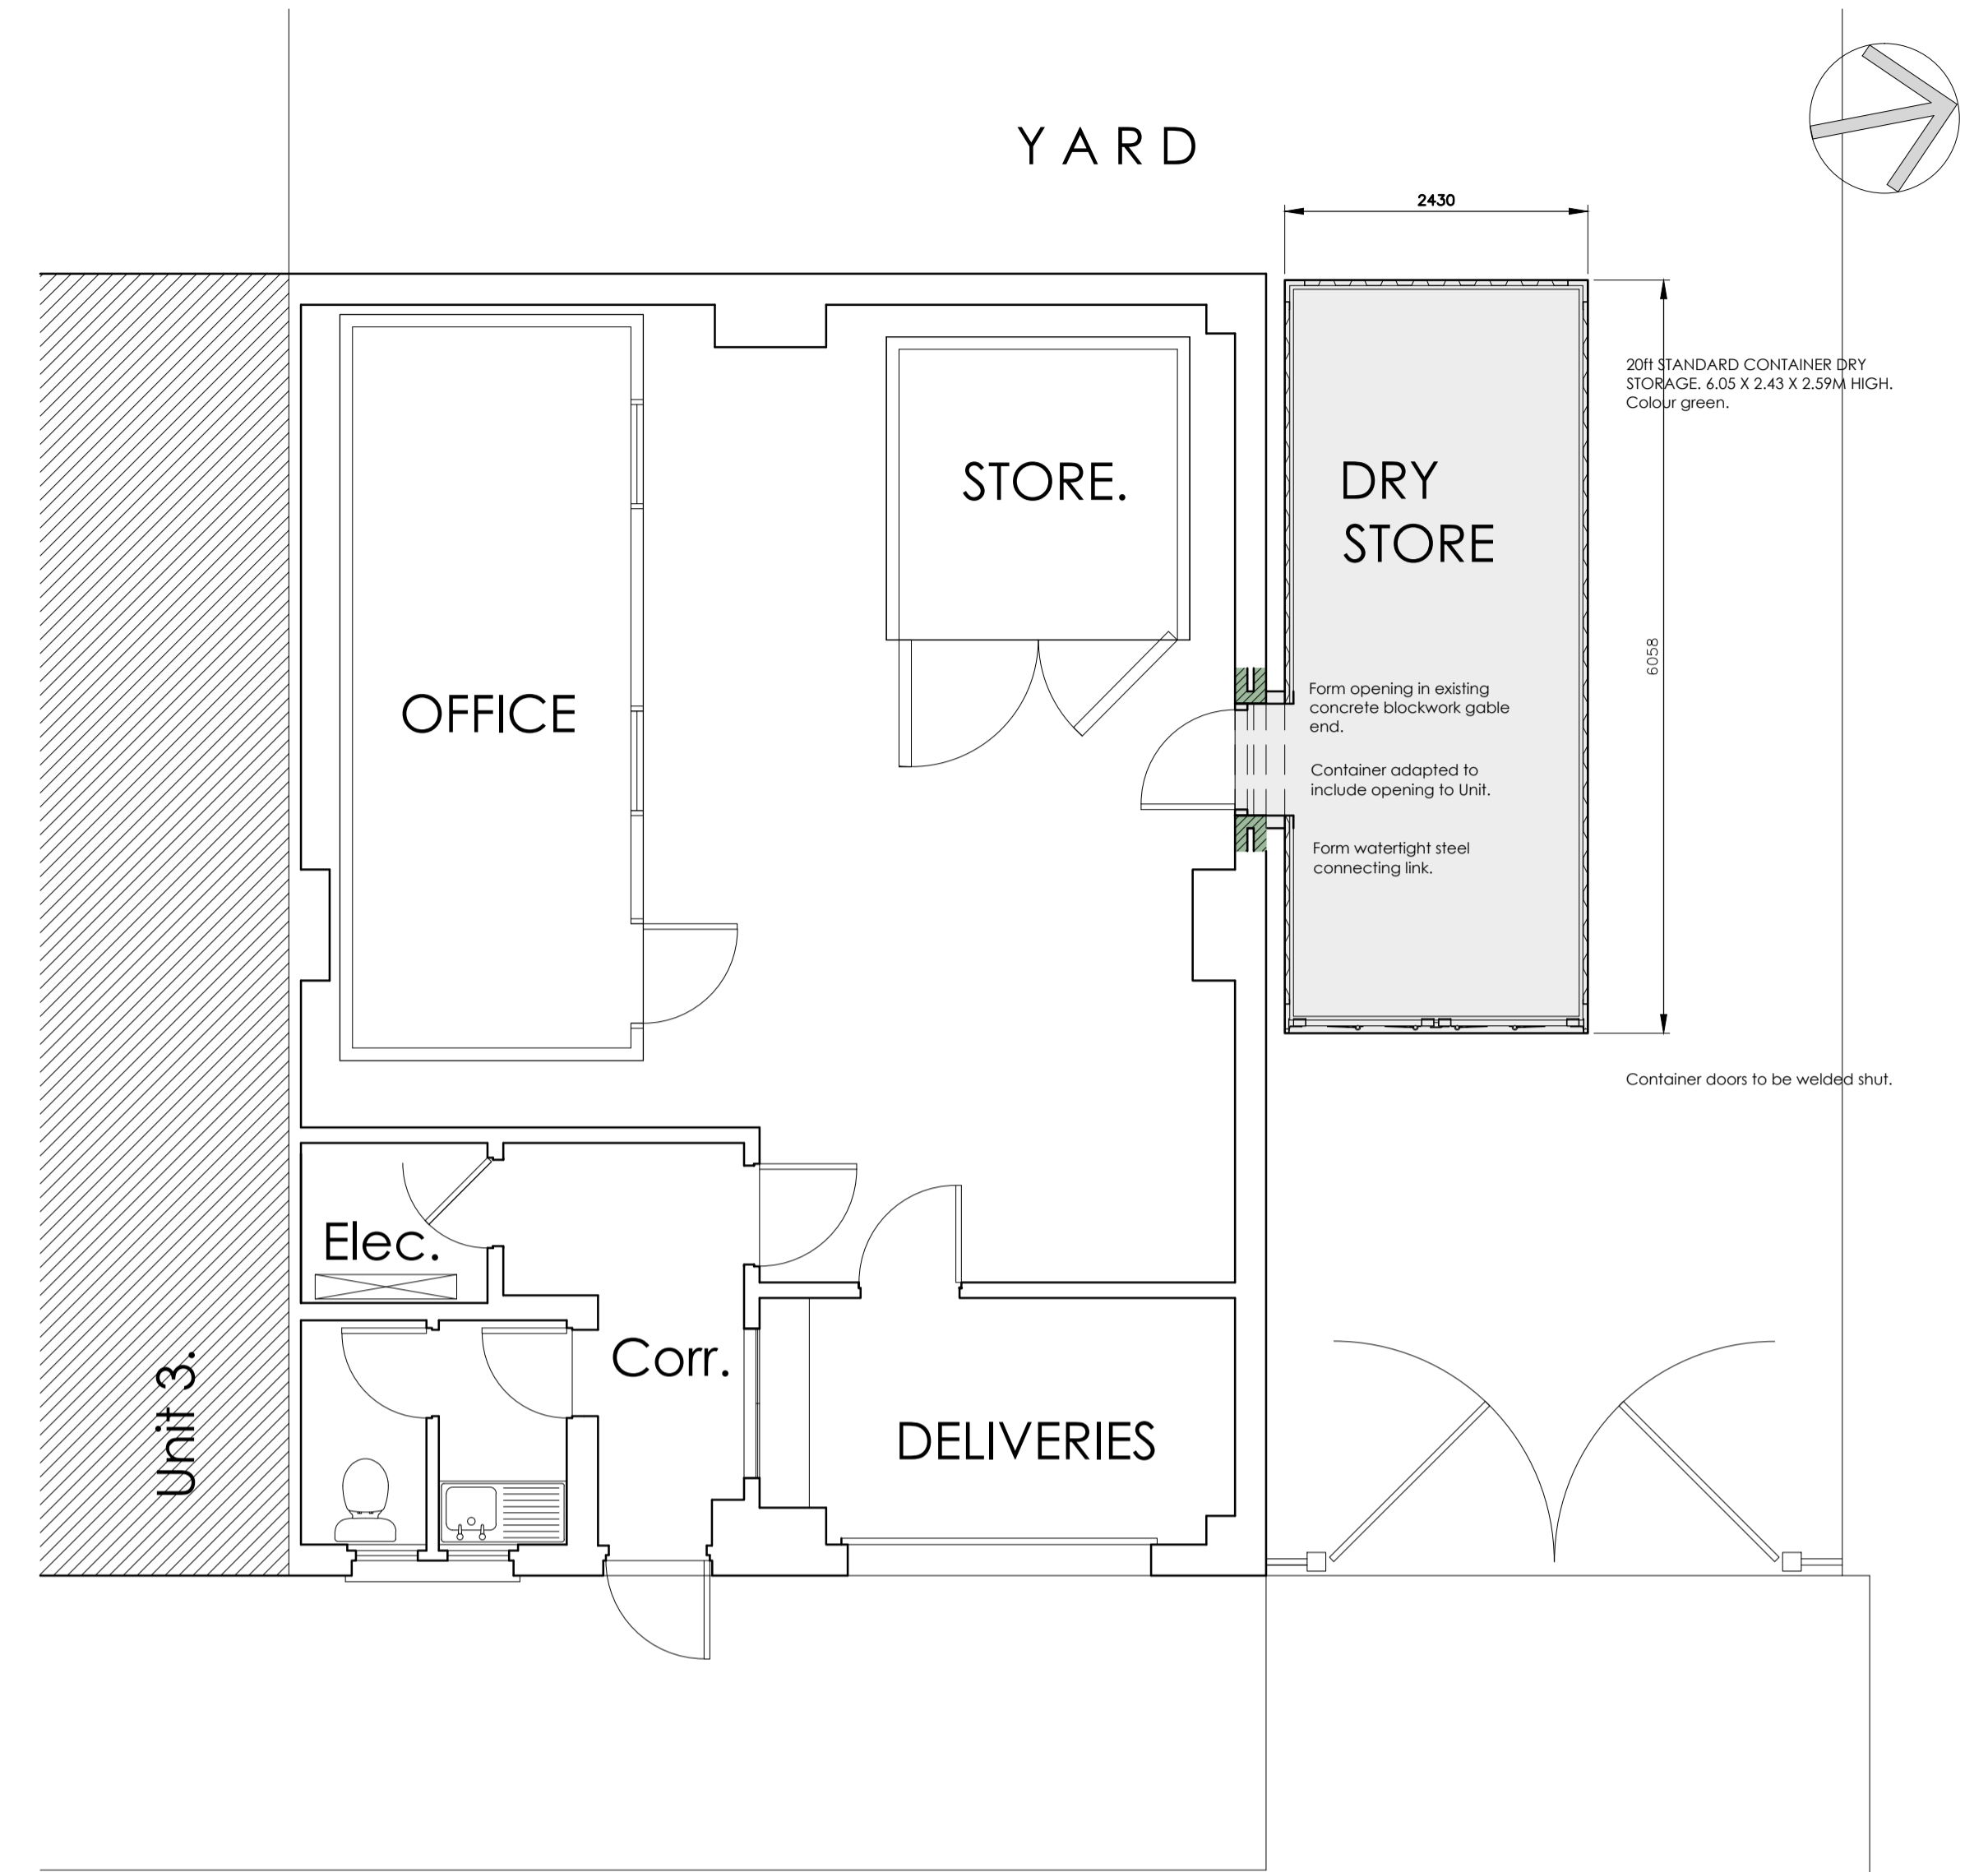 YARD
2430
20ft STANDARD CONTAINER DRY
STORAGE. 6.05 X 2.43 X 2.59M HIGH.
Colour green.
STORE.
DRY
STORE
6058
OFFICE
Form opening in existing
concrete blockwork gable
end.
Container adapted to
include opening to Unit.
Form watertight steel
connecting link.
Container doors to be welded shut.
Elec.
Corr.
Unit 3.
DELIVERIES